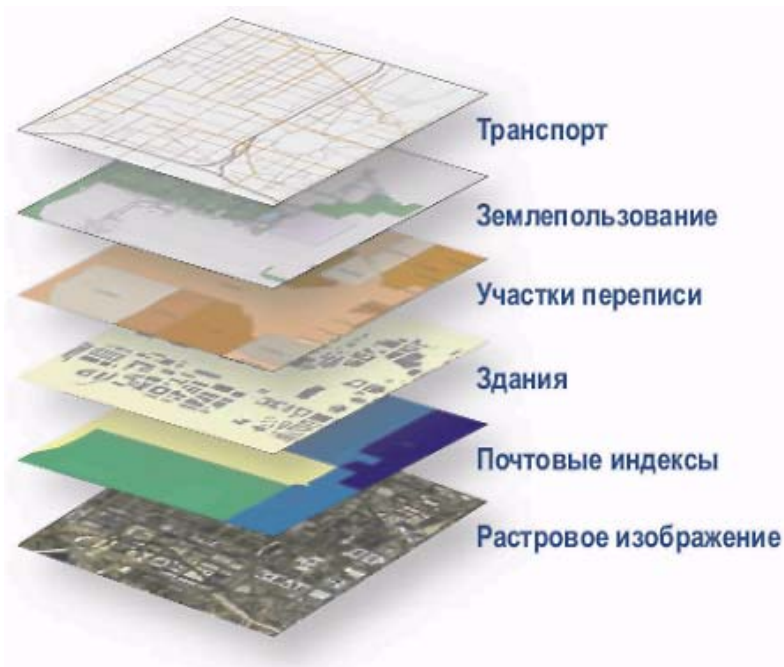 Транспорт
Землепользование
Участки переписи
Здания
Почтовые индексы
Растровое изображение